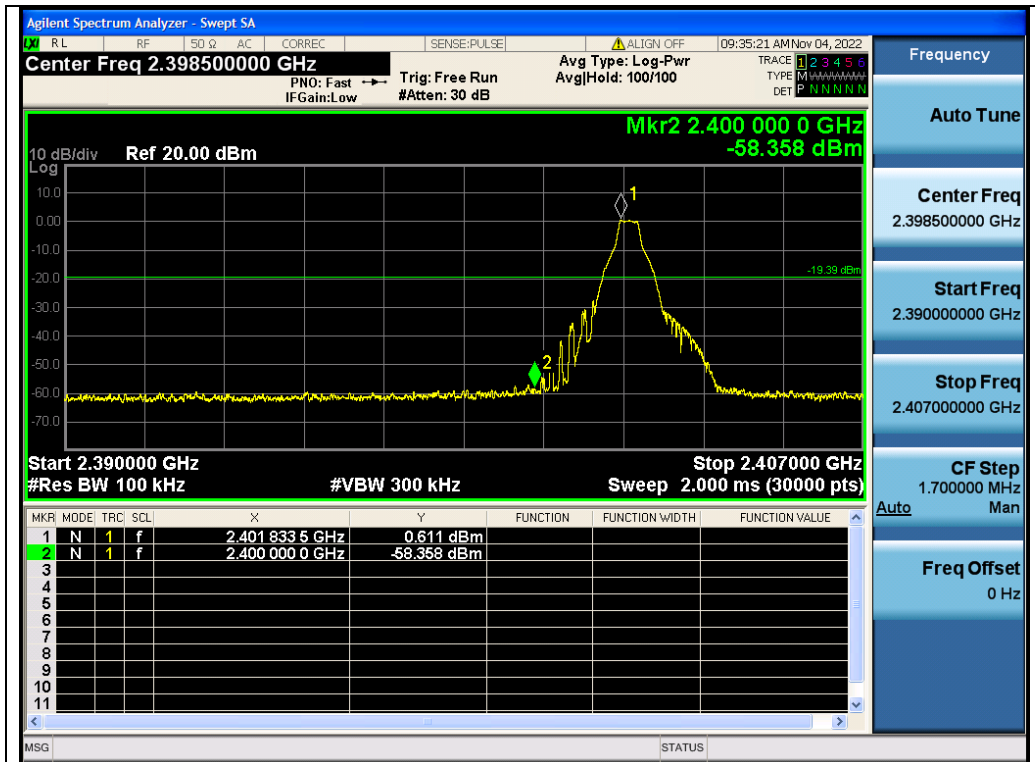 Agilent Spectrum Analyzer - Swept SA
LXI RL RF 50 Ω AC CORREC SENSE:PULSE ALIGN OFF 09:35:21 AM Nov 04, 2022
Center Freq 2.398500000 GHz
PNO: Fast
IFGain:Low
Trig: Free Run
#Atten: 30 dB
Avg Type: Log-Pwr
Avg|Hold: 100/100
TRACE 1 2 3 4 5 6
TYPE M WWWWW
DET P N N N N N
Mkr2 2.400 000 0 GHz
-58.358 dBm
10 dB/div Ref 20.00 dBm
Log
10.0
0.00
-10.0
-20.0
-30.0
-40.0
-50.0
-60.0
-70.0
1
-19.39 dBm
2
Start 2.390000 GHz Stop 2.407000 GHz
#Res BW 100 kHz #VBW 300 kHz Sweep 2.000 ms (30000 pts)
MKR MODE TRC SCL X Y FUNCTION FUNCTION WIDTH FUNCTION VALUE
1 N 1 f 2.401 833 5 GHz 0.611 dBm
2 N 1 f 2.400 000 0 GHz -58.358 dBm
3
4
5
6
7
8
9
10
11
MSG STATUS
Frequency
Auto Tune
Center Freq
2.398500000 GHz
Start Freq
2.390000000 GHz
Stop Freq
2.407000000 GHz
CF Step
1.700000 MHz
Auto Man
Freq Offset
0 Hz